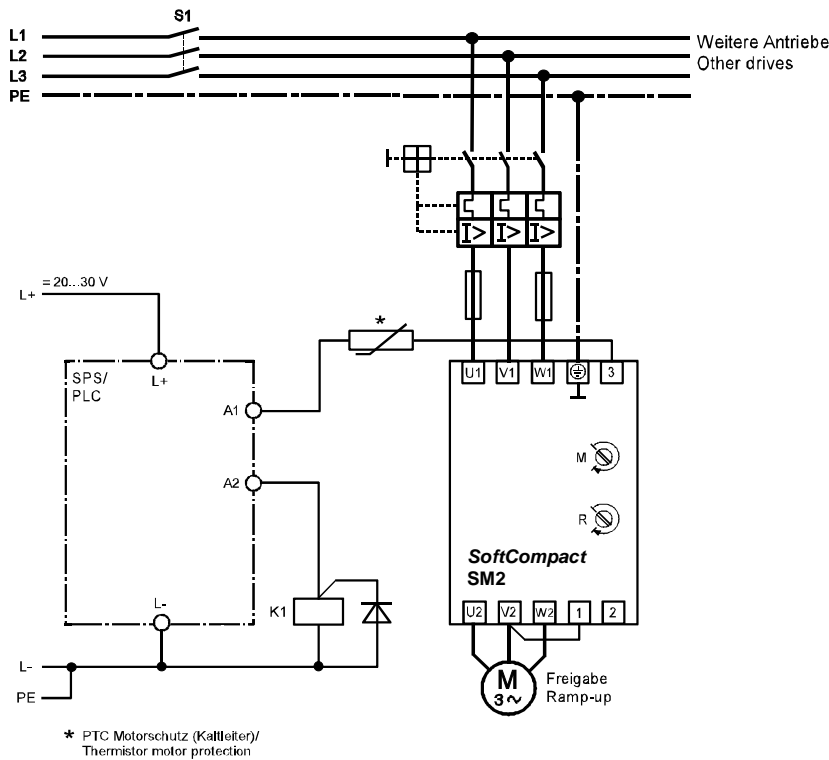 S1
L1
L2
L3
PE
Weitere Antriebe
Other drives
I> I> I>
L+
= 20...30 V
*
SPS/
PLC
L+
U1 V1 W1 3
A1
M
A2
R
SoftCompact
SM2
L-
K1
U2 V2 W2 1 2
L-
PE
M
3~
Freigabe
Ramp-up
* PTC Motorschutz (Kaltleiter)/
Thermistor motor protection